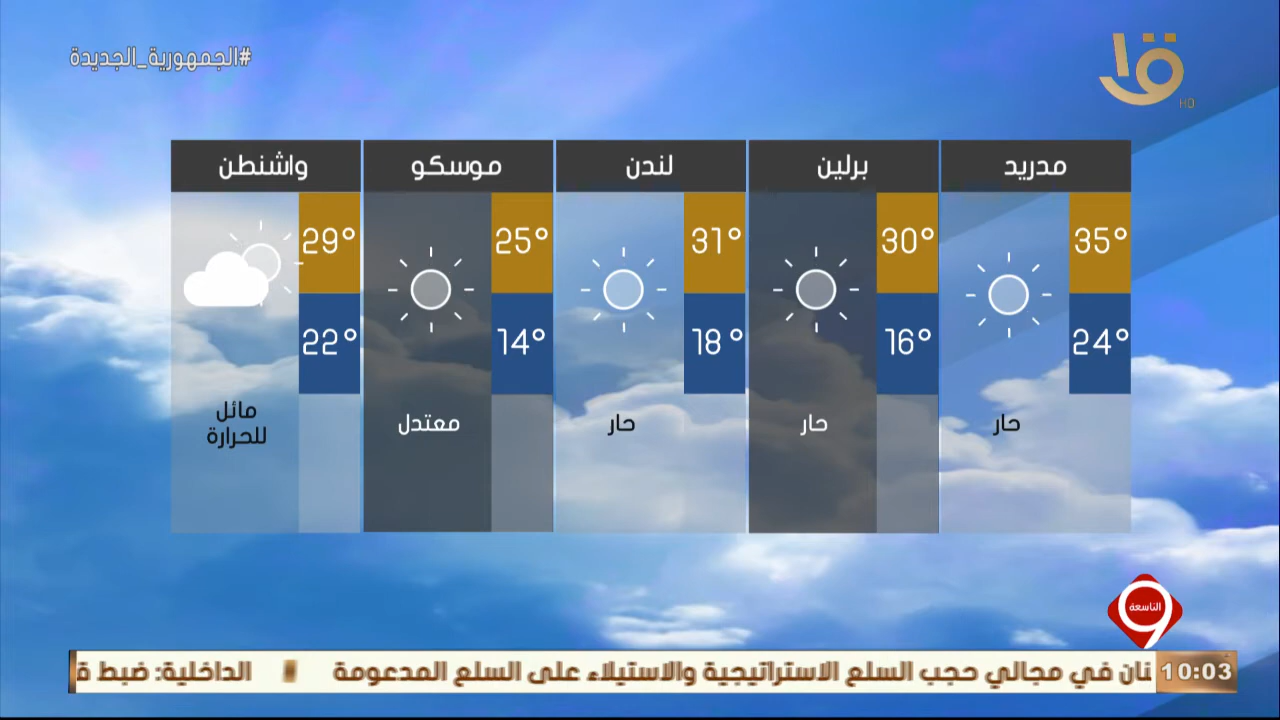 #الجمهورية_الجديدة
HD
مدريد
35°
24°
حار
برلين
30°
16°
حار
لندن
31°
18°
حار
موسكو
25°
14°
معتدل
واشنطن
29°
22°
مائل
للحرارة
التاسعة
9
10:03
في مجالي حجب السلع الاستراتيجية والاستيلاء على السلع المدعومة
الداخلية: ضبط